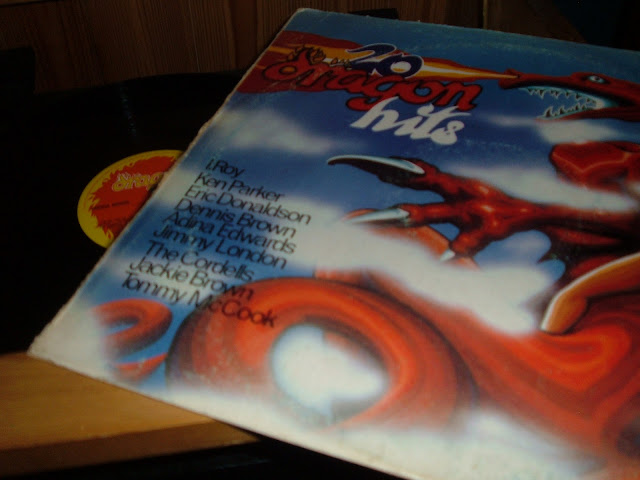 20
dragon
hits
I.Roy
Ken Parker
Eric Donaldson
Dennis Brown
Adina Edwards
Jimmy London
The Cordells
Jackie Brown
Tommy McCook
dragon